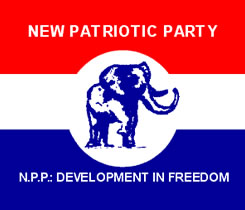 NEW PATRIOTIC PARTY
N.P.P.: DEVELOPMENT IN FREEDOM